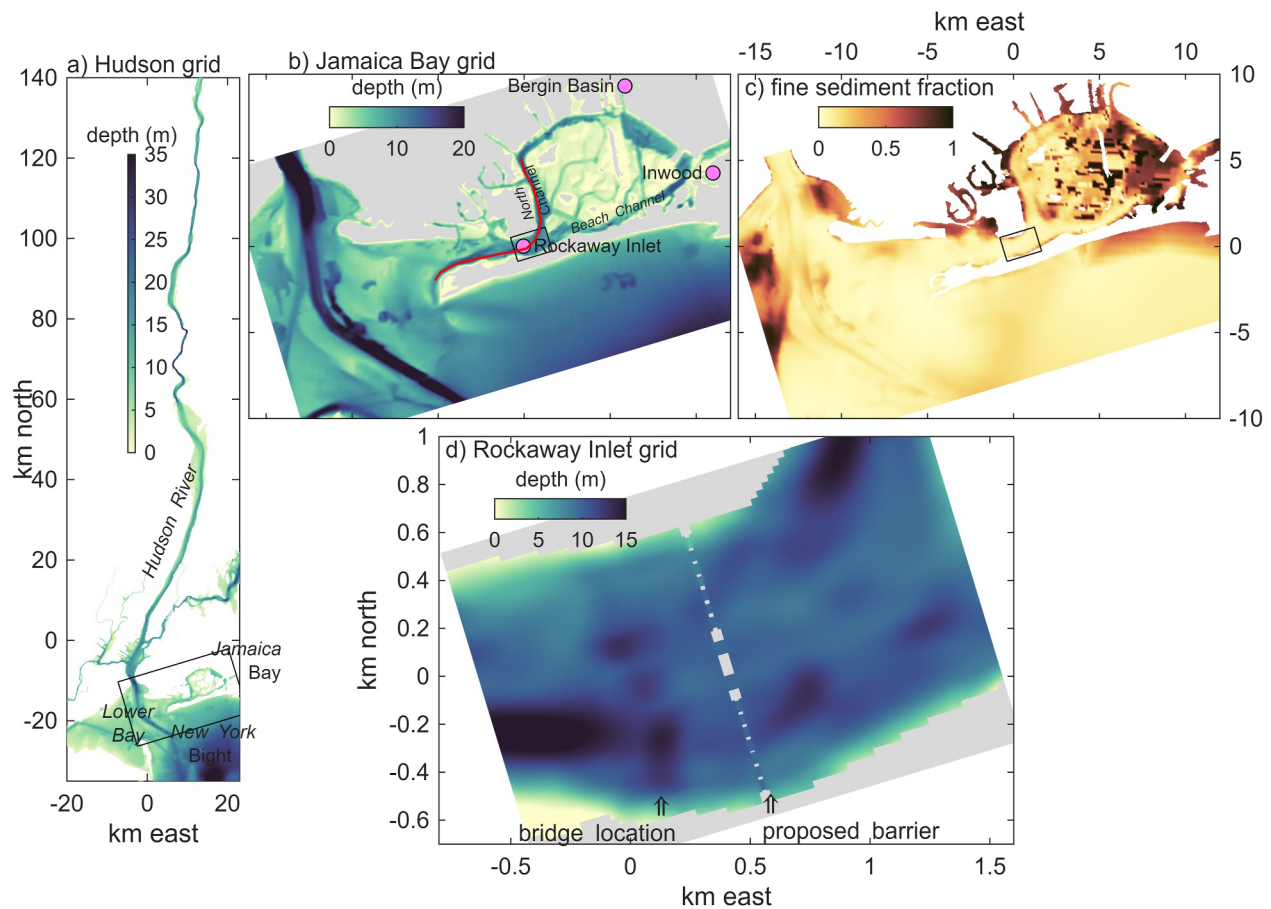 km east
-15 -10 -5 0 5 10
a) Hudson grid
140
120
100
80
60
40
20
0
-20
km north
depth (m)
35
30
25
20
15
10
5
0
Hudson River
Jamaica
Bay
Lower
Bay
New York
Bight
-20 0 20
km east
b) Jamaica Bay grid
depth (m)
0 10 20
Bergin Basin
Inwood
North
Channel
Beach Channel
Rockaway Inlet
c) fine sediment fraction
0 0.5 1
10
5
0
-5
-10
d) Rockaway Inlet grid
depth (m)
0 5 10 15
1
0.8
0.6
0.4
0.2
0
-0.2
-0.4
-0.6
km north
⇑ ⇑
bridge location
proposed barrier
-0.5 0 0.5 1 1.5
km east